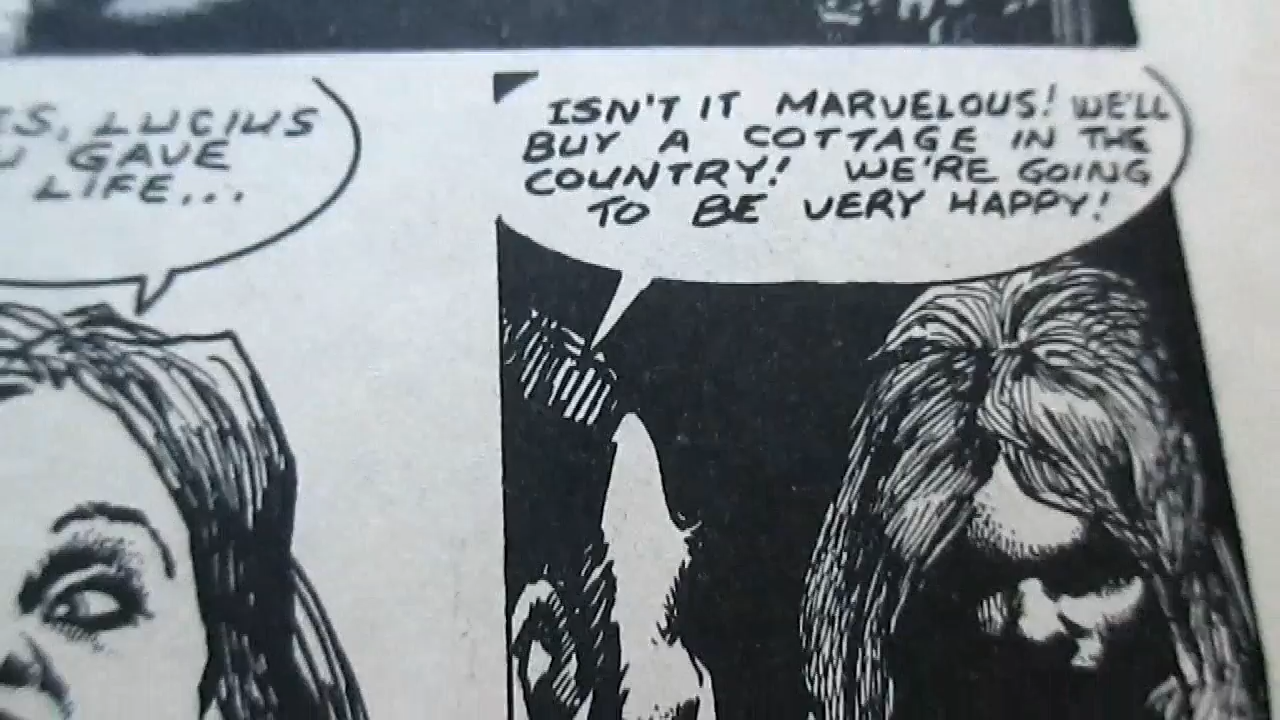 LUCIUS
GAVE
LIFE...
ISN'T IT MARVELOUS! WE'LL
BUY A COTTAGE IN THE
COUNTRY! WE'RE GOING
TO BE VERY HAPPY!